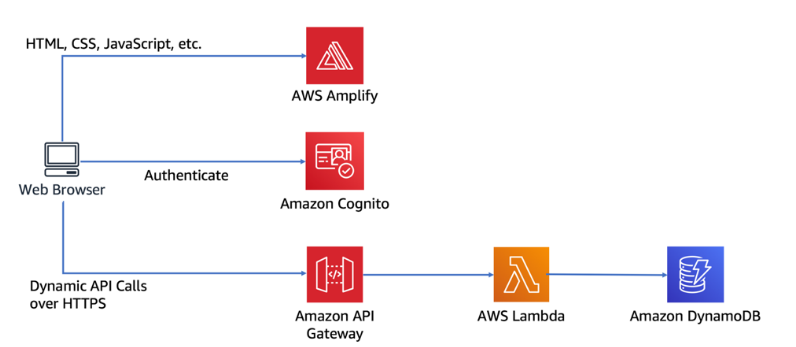 HTML, CSS, JavaScript, etc.
AWS Amplify
Web Browser
Authenticate
Amazon Cognito
Dynamic API Calls
over HTTPS
</>
Amazon API
Gateway
AWS Lambda
Amazon DynamoDB